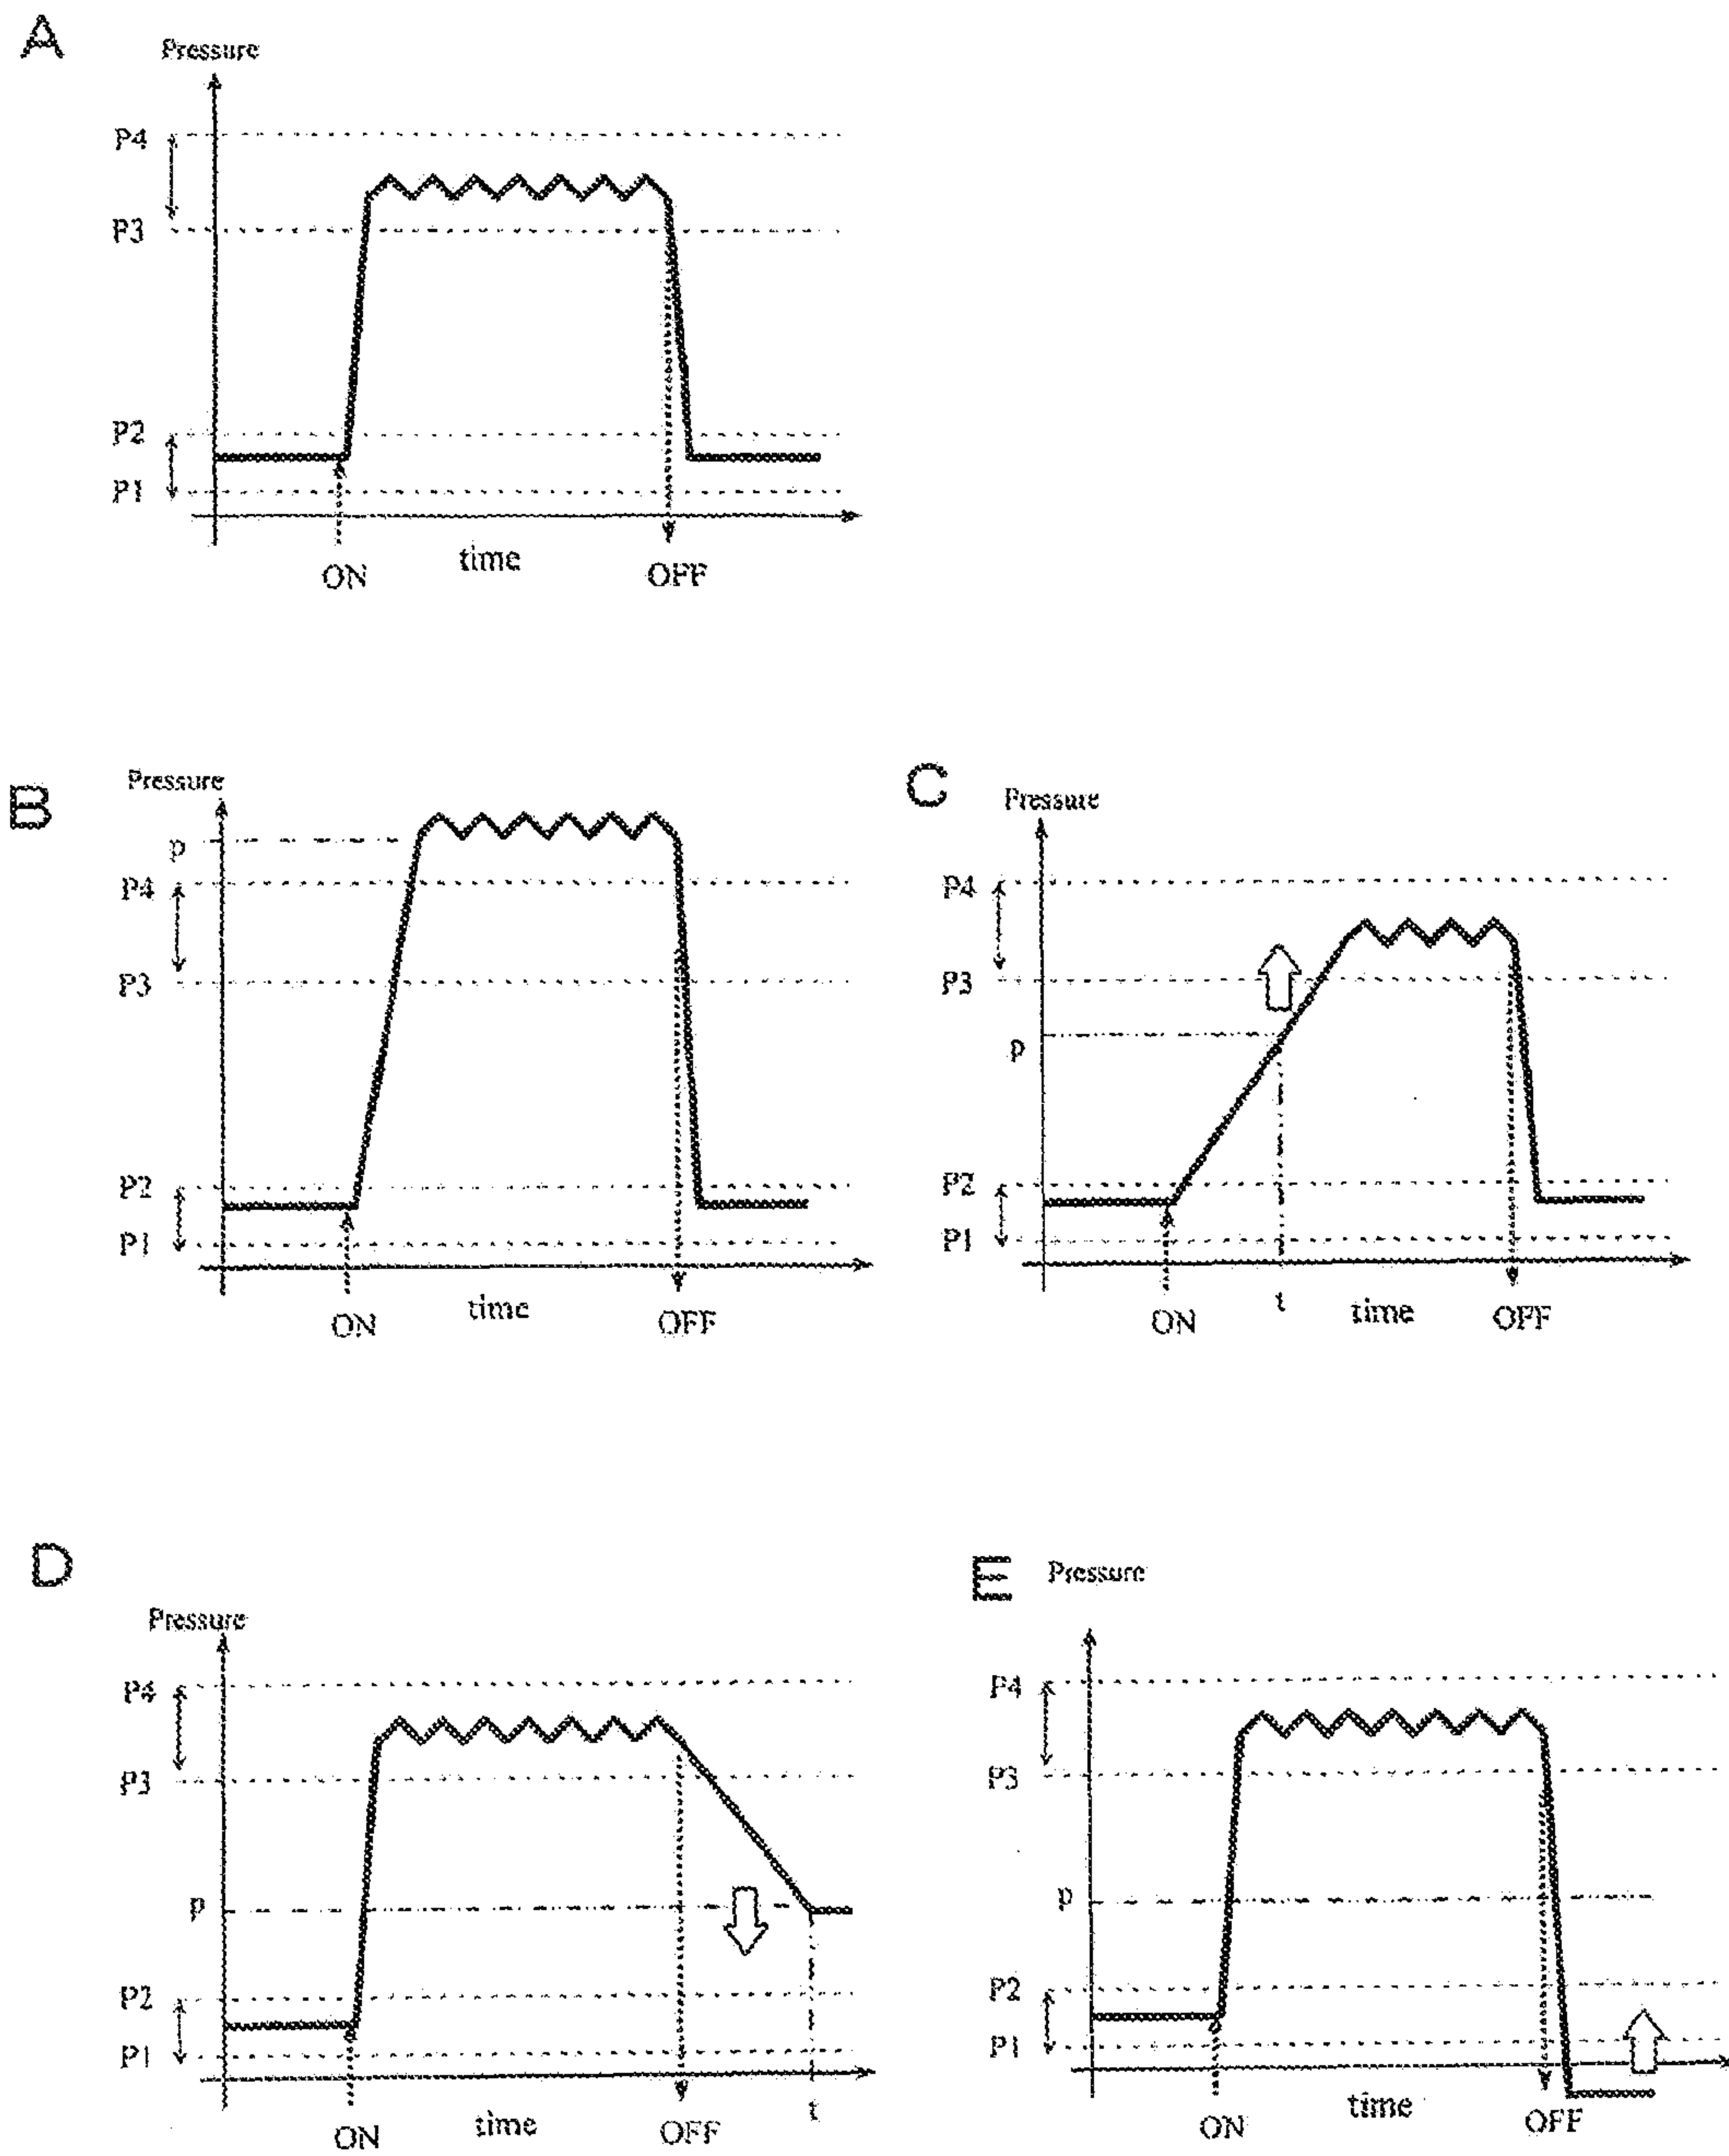 A
Pressure
P4
P3
P2
P1
ON
time
OFF
B
Pressure
p
P4
P3
P2
P1
ON
time
OFF
C
Pressure
P4
P3
p
P2
P1
ON
t
time
OFF
D
Pressure
P4
P3
p
P2
P1
ON
time
OFF
t
E
Pressure
P4
P3
p
P2
P1
ON
time
OFF